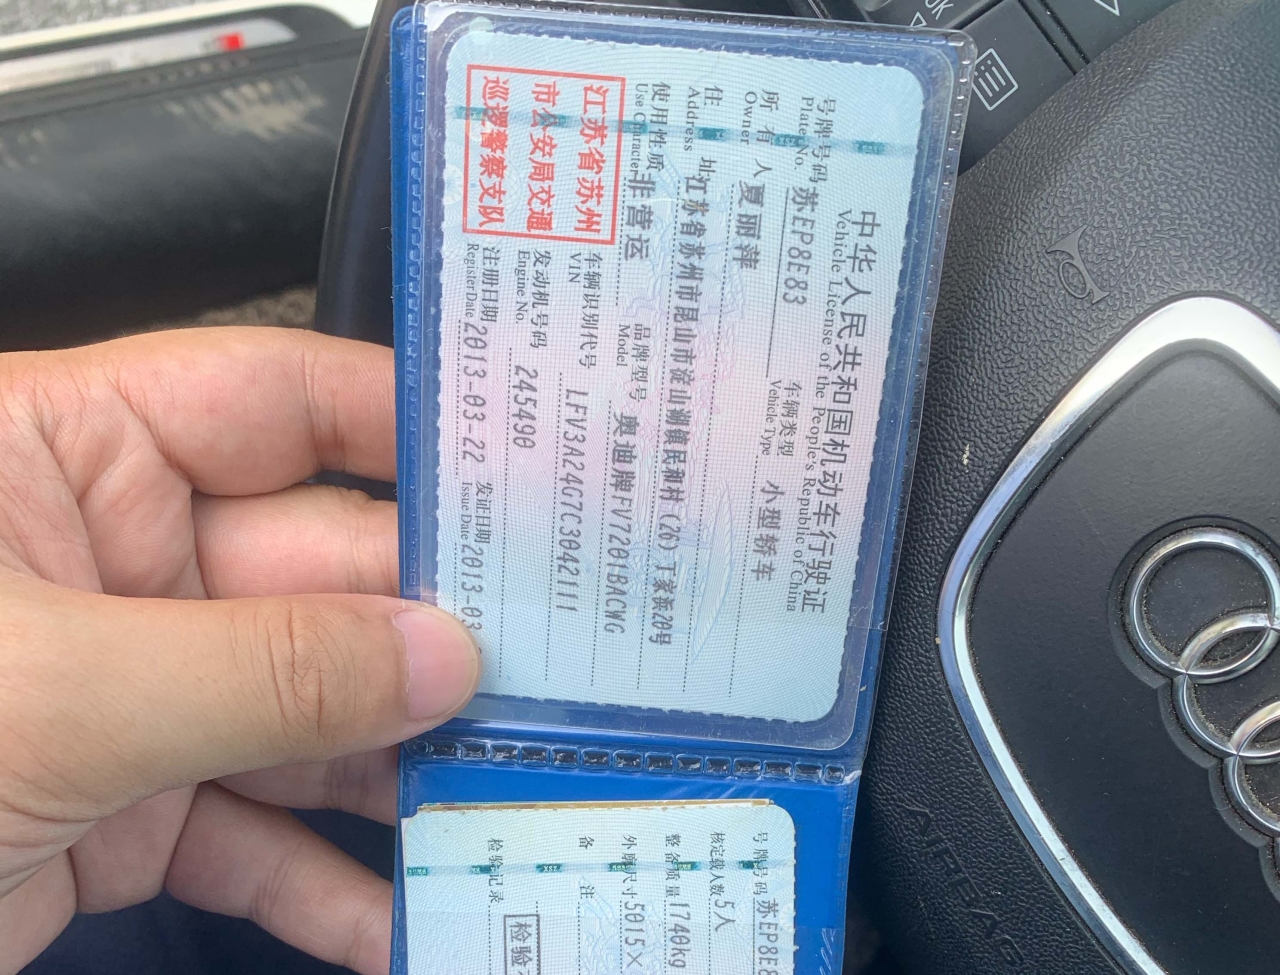 中华人民共和国机动车行驶证
Vehicle License of the People's Republic of China
号牌号码 苏EP8E83 车辆类型 小型轿车
Plate No. Vehicle Type
所有人 夏丽萍
Owner
住址 江苏省苏州市昆山市淀山湖镇民和村(26)丁家浜20号
Address
使用性质 非营运 品牌型号 奥迪牌FV7201BACWG
Use Character Model
江苏省苏州
市公安局交通
巡逻警察支队
车辆识别代号 LFV3A24G7C3042111
VIN
发动机号码 245490
Engine No.
注册日期 2013-03-22 发证日期 2013-03
Register Date Issue Date
号牌号码 苏EP8E8
核定载人数 5人
整备质量 1740kg
外廓尺寸 5015×
备注
检验记录
检验
OK
AIRBAG